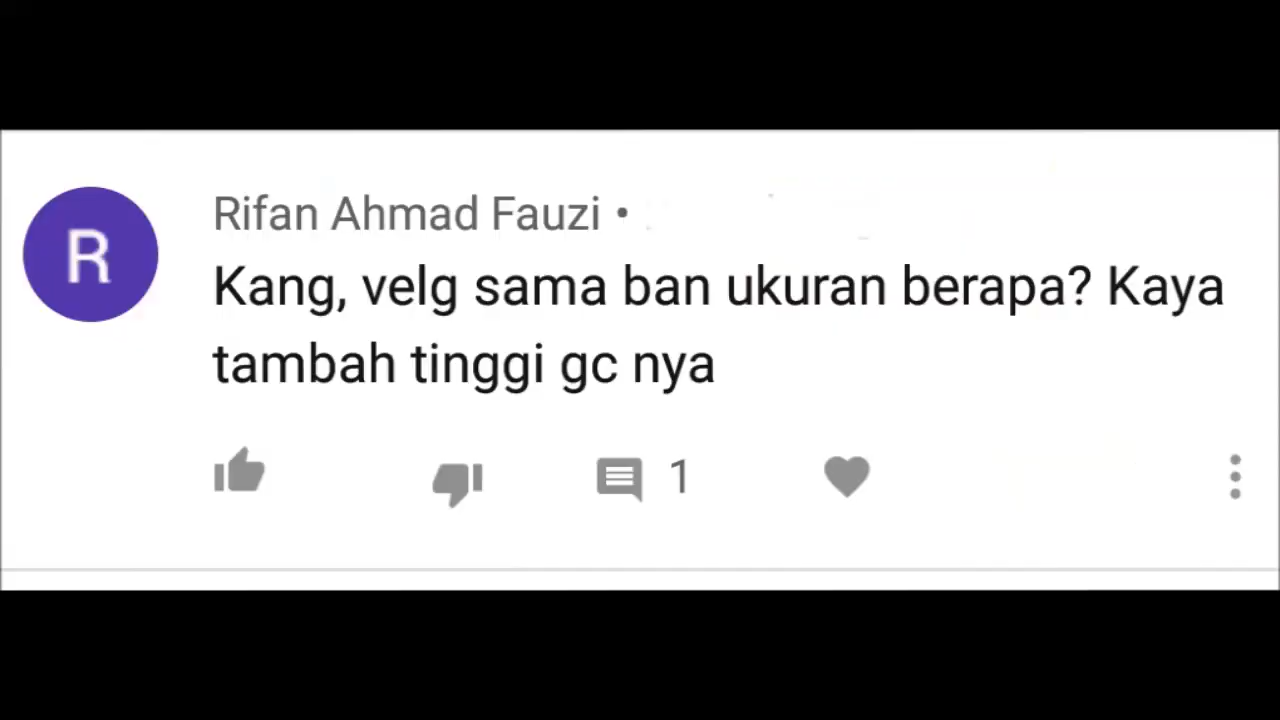 R
Rifan Ahmad Fauzi •
Kang, velg sama ban ukuran berapa? Kaya
tambah tinggi gc nya
1